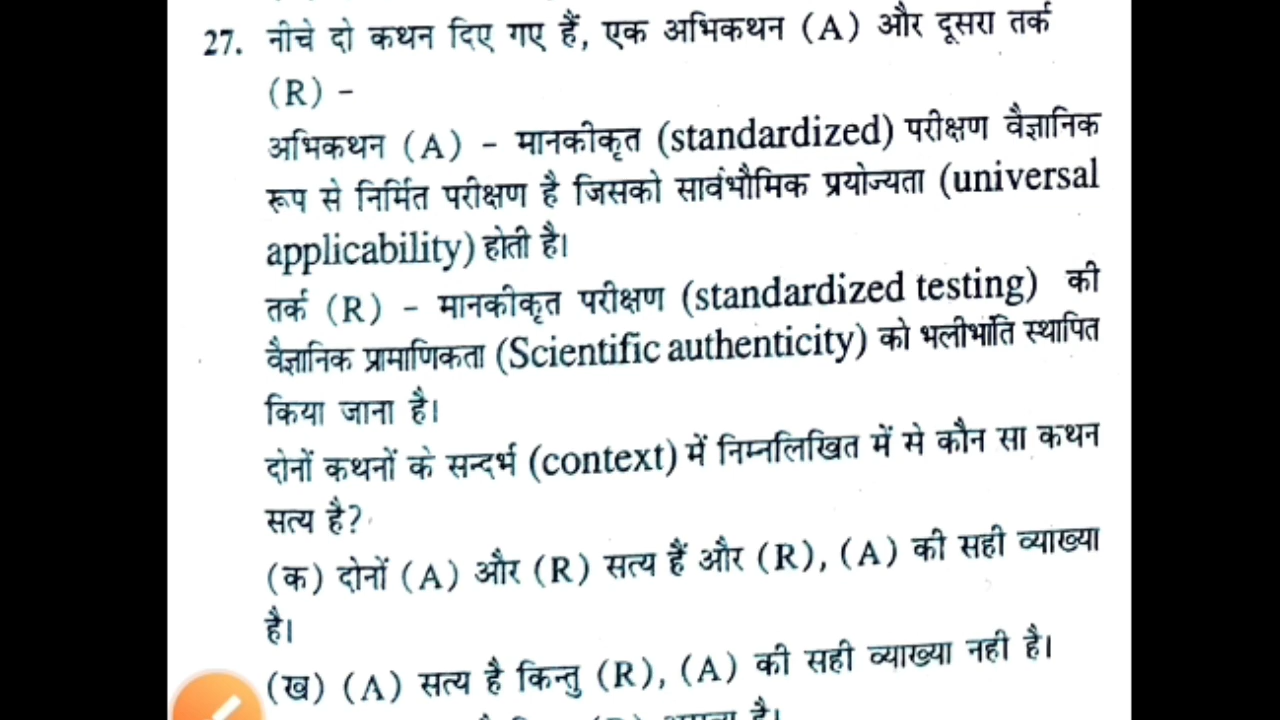 27. नीचे दो कथन दिए गए हैं, एक अभिकथन (A) और दूसरा तर्क
(R) –
अभिकथन (A) – मानकीकृत (standardized) परीक्षण वैज्ञानिक
रूप से निर्मित परीक्षण है जिसको सार्वभौमिक प्रयोज्यता (universal
applicability) होती है।
तर्क (R) – मानकीकृत परीक्षण (standardized testing) की
वैज्ञानिक प्रामाणिकता (Scientific authenticity) को भलीभांति स्थापित
किया जाना है।
दोनों कथनों के सन्दर्भ (context) में निम्नलिखित में से कौन सा कथन
सत्य है?
(क) दोनों (A) और (R) सत्य हैं और (R), (A) की सही व्याख्या
है।
(ख) (A) सत्य है किन्तु (R), (A) की सही व्याख्या नही है।